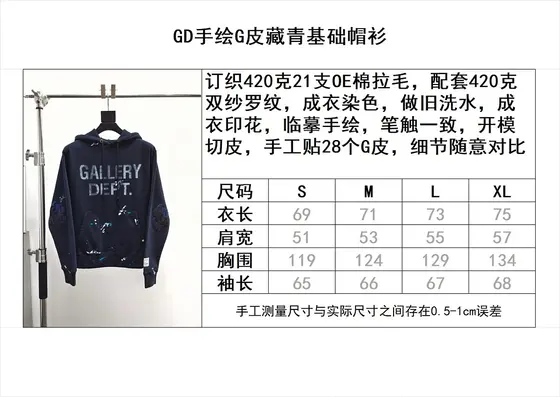 GD手绘G皮藏青基础帽衫
订织420克21支OE棉拉毛，配套420克
双纱罗纹，成衣染色，做旧洗水，成
衣印花，临摹手绘，笔触一致，开模
切皮，手工贴28个G皮，细节随意对比
GALLERY
DEPT.
尺码 S M L XL
衣长 69 71 73 75
肩宽 51 53 55 57
胸围 119 124 129 134
袖长 65 66 67 68
手工测量尺寸与实际尺寸之间存在0.5-1cm误差